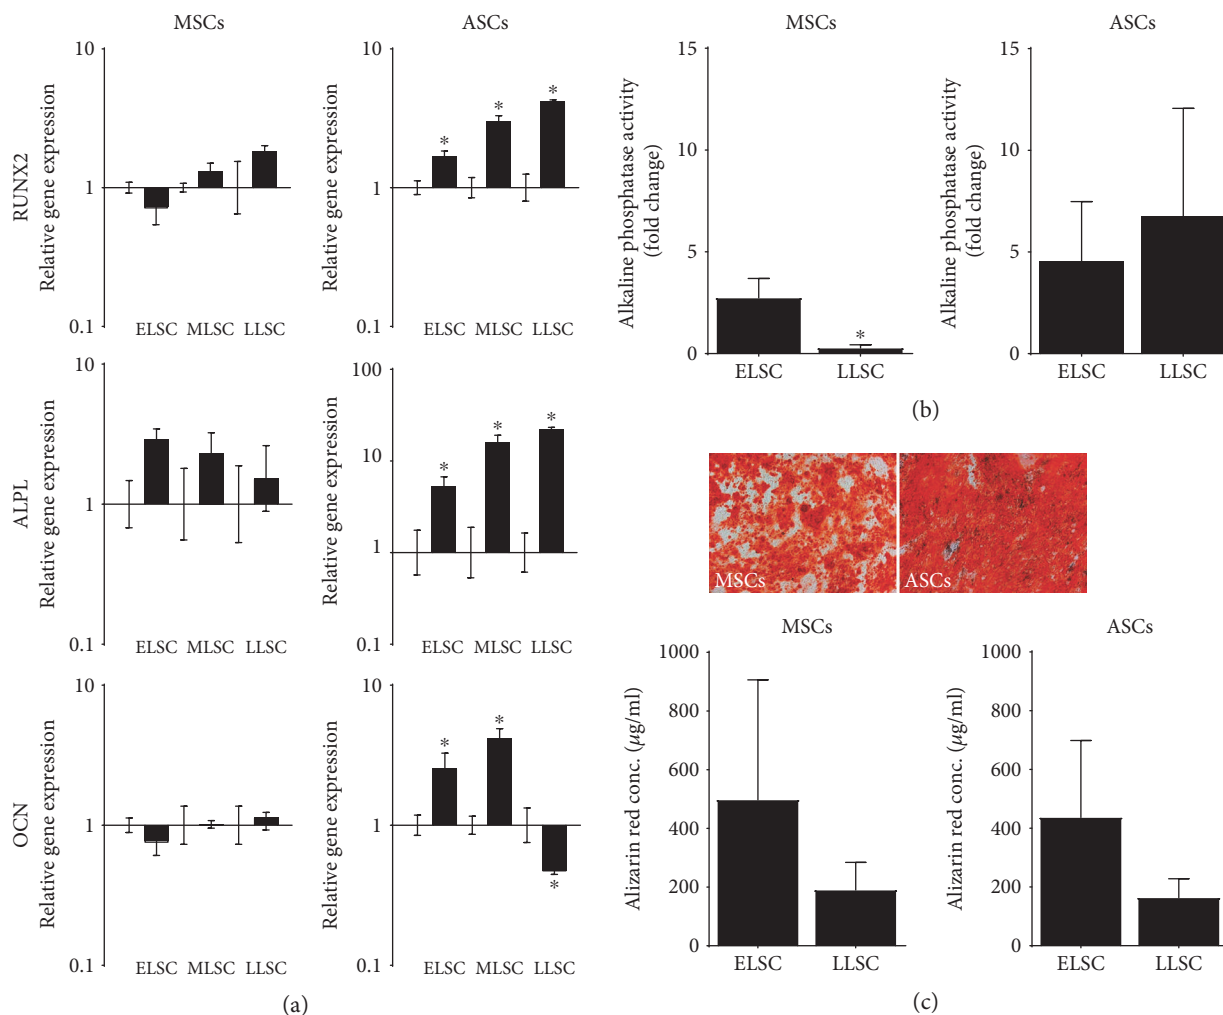 MSCs
ASCs
RUNX2
Relative gene expression
10
1
0.1
ELSC MLSC LLSC
Relative gene expression
10
1
0.1
* * *
ELSC MLSC LLSC
ALPL
Relative gene expression
10
1
0.1
ELSC MLSC LLSC
Relative gene expression
100
10
1
0.1
* * *
ELSC MLSC LLSC
OCN
Relative gene expression
10
1
0.1
ELSC MLSC LLSC
Relative gene expression
10
1
0.1
* * *
ELSC MLSC LLSC
(a)
MSCs
Alkaline phosphatase activity
(fold change)
15
10
5
0
*
ELSC LLSC
ASCs
Alkaline phosphatase activity
(fold change)
15
10
5
0
ELSC LLSC
(b)
MSCs
ASCs
MSCs
Alizarin red conc. (μg/ml)
1000
800
600
400
200
0
ELSC LLSC
ASCs
Alizarin red conc. (μg/ml)
1000
800
600
400
200
0
ELSC LLSC
(c)